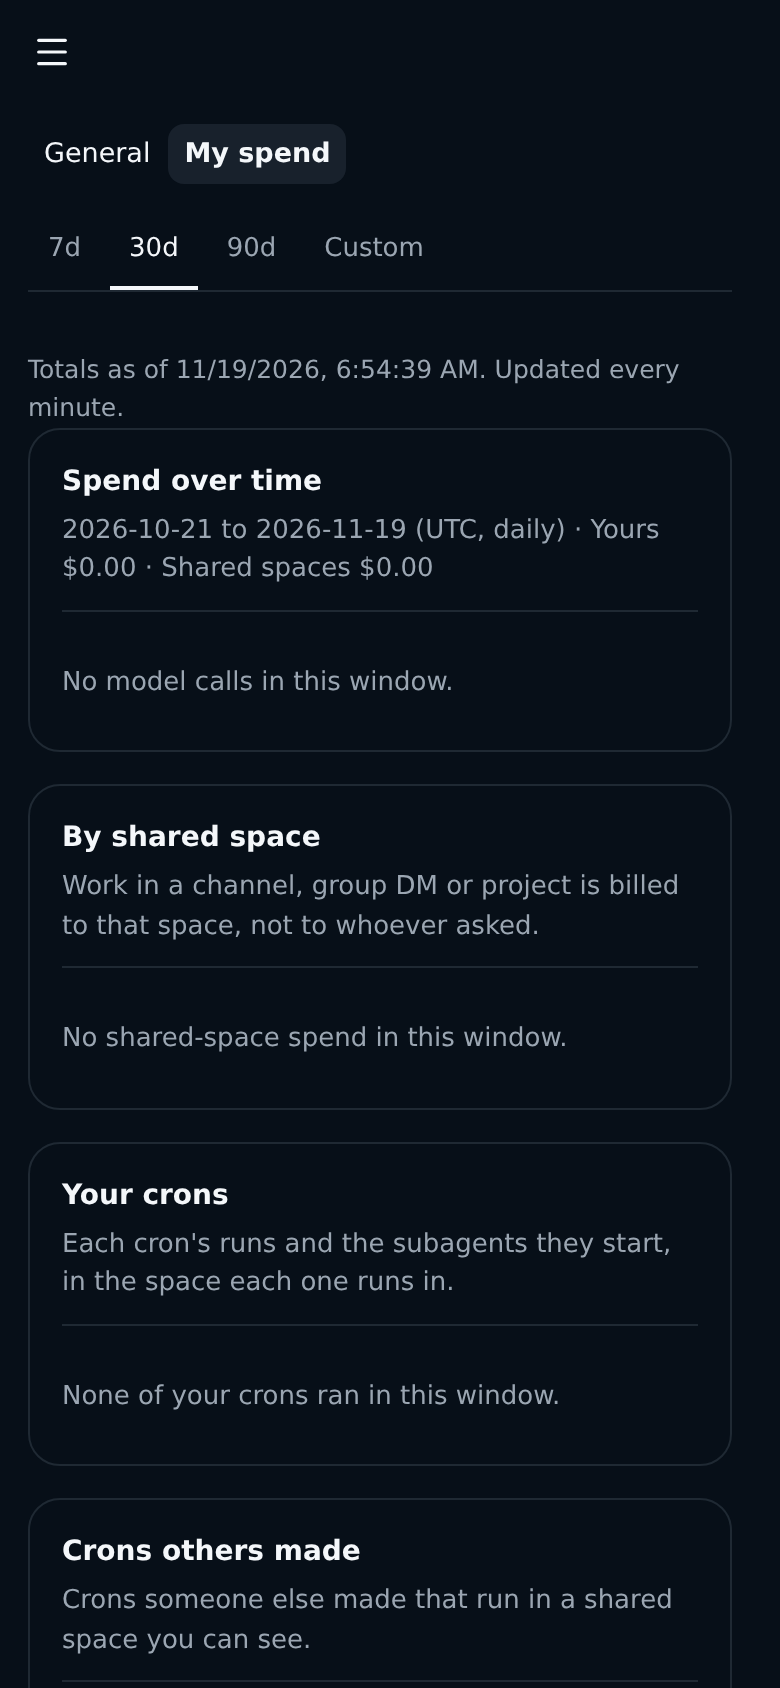 General My spend
7d 30d 90d Custom
Totals as of 11/19/2026, 6:54:39 AM. Updated every
minute.
Spend over time
2026-10-21 to 2026-11-19 (UTC, daily) · Yours
$0.00 · Shared spaces $0.00
No model calls in this window.
By shared space
Work in a channel, group DM or project is billed
to that space, not to whoever asked.
No shared-space spend in this window.
Your crons
Each cron's runs and the subagents they start,
in the space each one runs in.
None of your crons ran in this window.
Crons others made
Crons someone else made that run in a shared
space you can see.